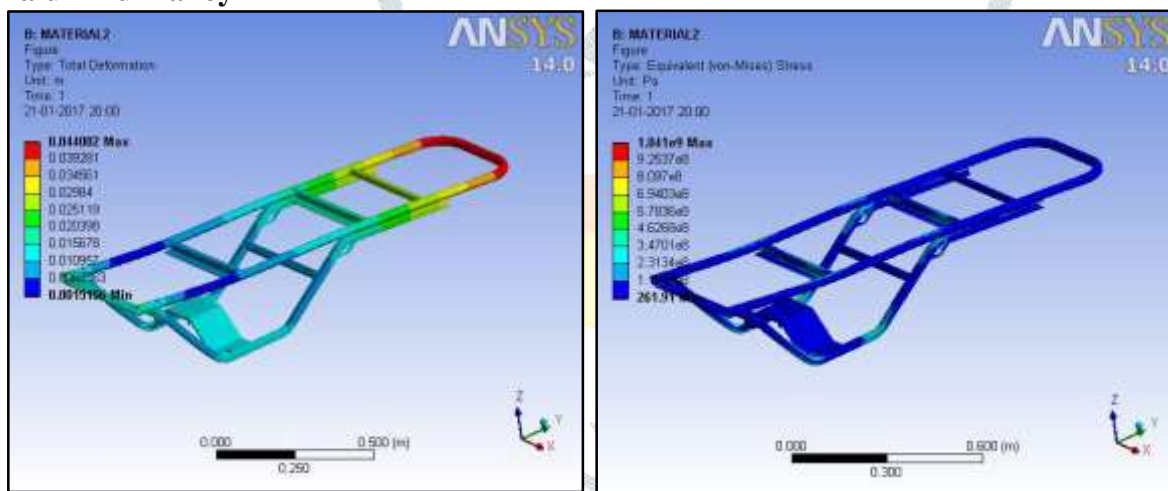 B: MATERIAL2
Figure
Type: Total Deformation
Unit: m
Time: 1
21-01-2017 20:00
ANSYS
14.0
0.044002 Max
0.039281
0.034561
0.02984
0.025119
0.020398
0.015678
0.010957
0.0015156 Min
0.000
0.500 (m)
0.250
Z
Y
X
B: MATERIAL2
Figure
Type: Equivalent (von-Mises) Stress
Unit: Pa
Time: 1
21-01-2017 20:00
ANSYS
14.0
1.041e9 Max
9.2537e8
8.097e8
6.9403e8
5.7836e8
4.6268e8
3.4701e8
2.3134e8
261.91
0.000
0.600 (m)
0.300
Z
Y
X